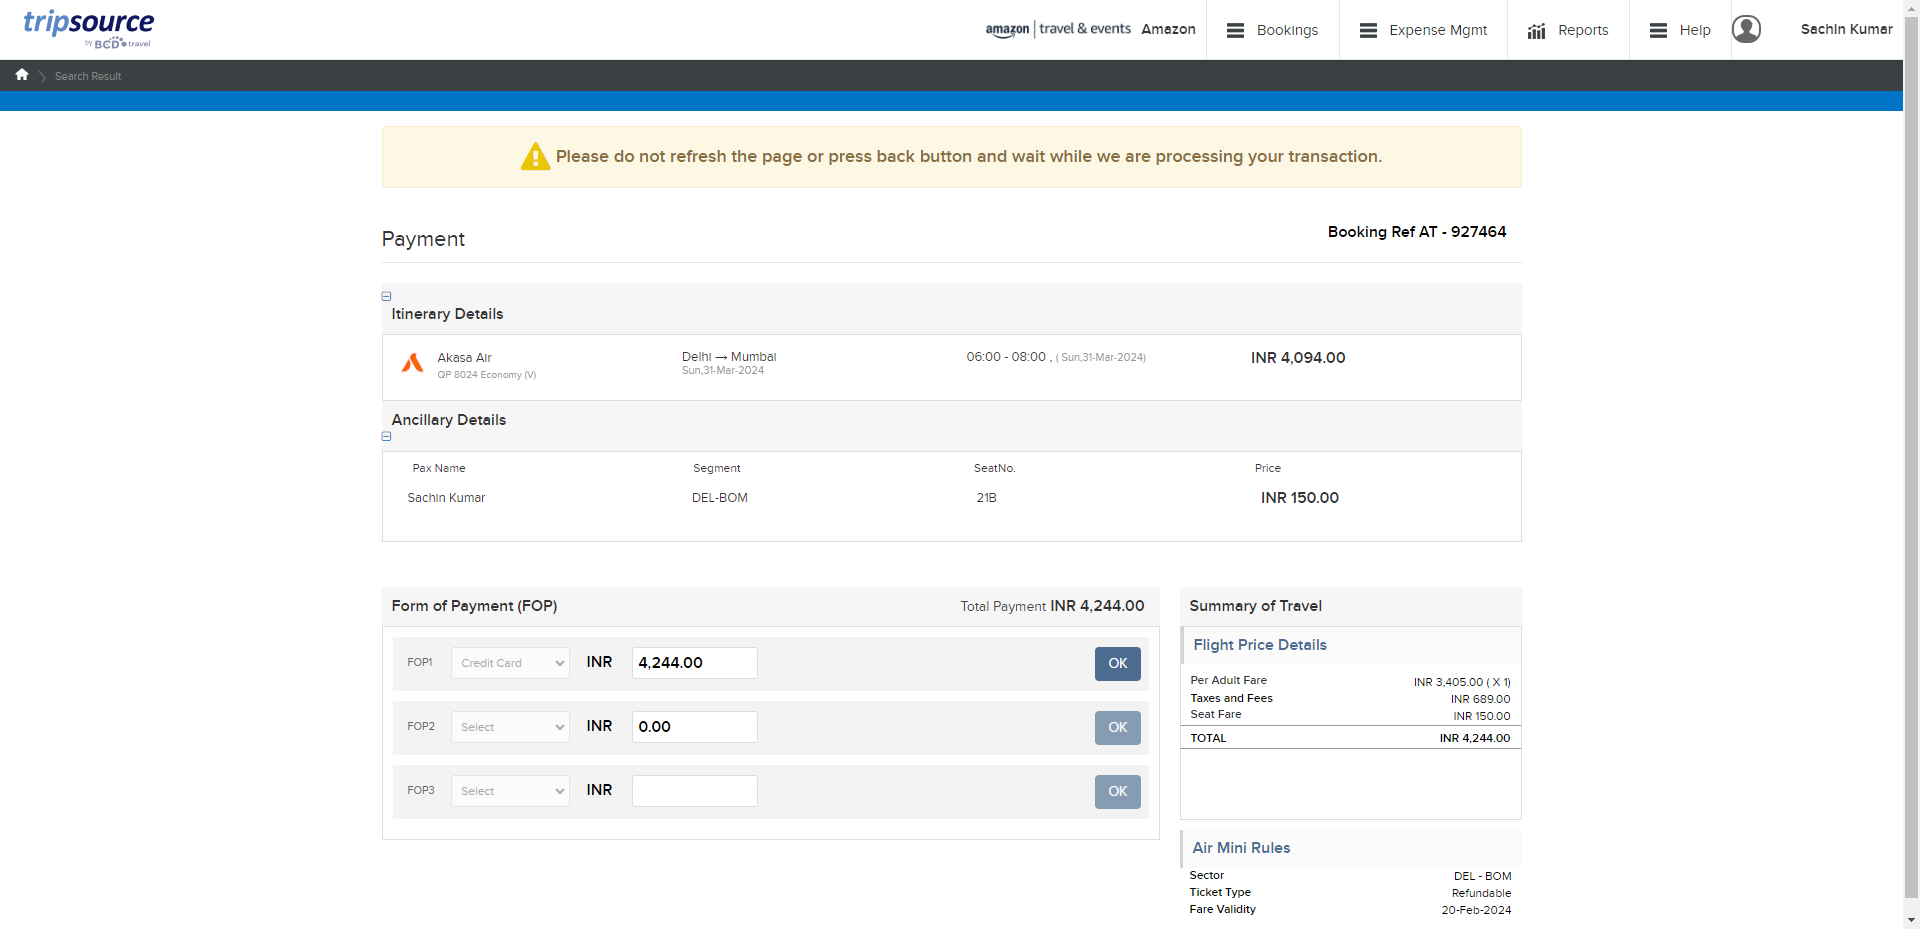 tripsource
by BCD travel
amazon | travel & events Amazon
Bookings
Expense Mgmt
Reports
Help
Sachin Kumar
Search Result
Please do not refresh the page or press back button and wait while we are processing your transaction.
Payment
Booking Ref AT - 927464
Itinerary Details
Akasa Air
QP 8024 Economy (V)
Delhi → Mumbai
Sun,31-Mar-2024
06:00 - 08:00 , ( Sun,31-Mar-2024)
INR 4,094.00
Ancillary Details
Pax Name Segment SeatNo. Price
Sachin Kumar DEL-BOM 21B INR 150.00
Form of Payment (FOP) Total Payment INR 4,244.00
FOP1 Credit Card INR 4,244.00 OK
FOP2 Select INR 0.00 OK
FOP3 Select INR OK
Summary of Travel
Flight Price Details
Per Adult Fare INR 3,405.00 ( X 1)
Taxes and Fees INR 689.00
Seat Fare INR 150.00
TOTAL INR 4,244.00
Air Mini Rules
Sector DEL - BOM
Ticket Type Refundable
Fare Validity 20-Feb-2024